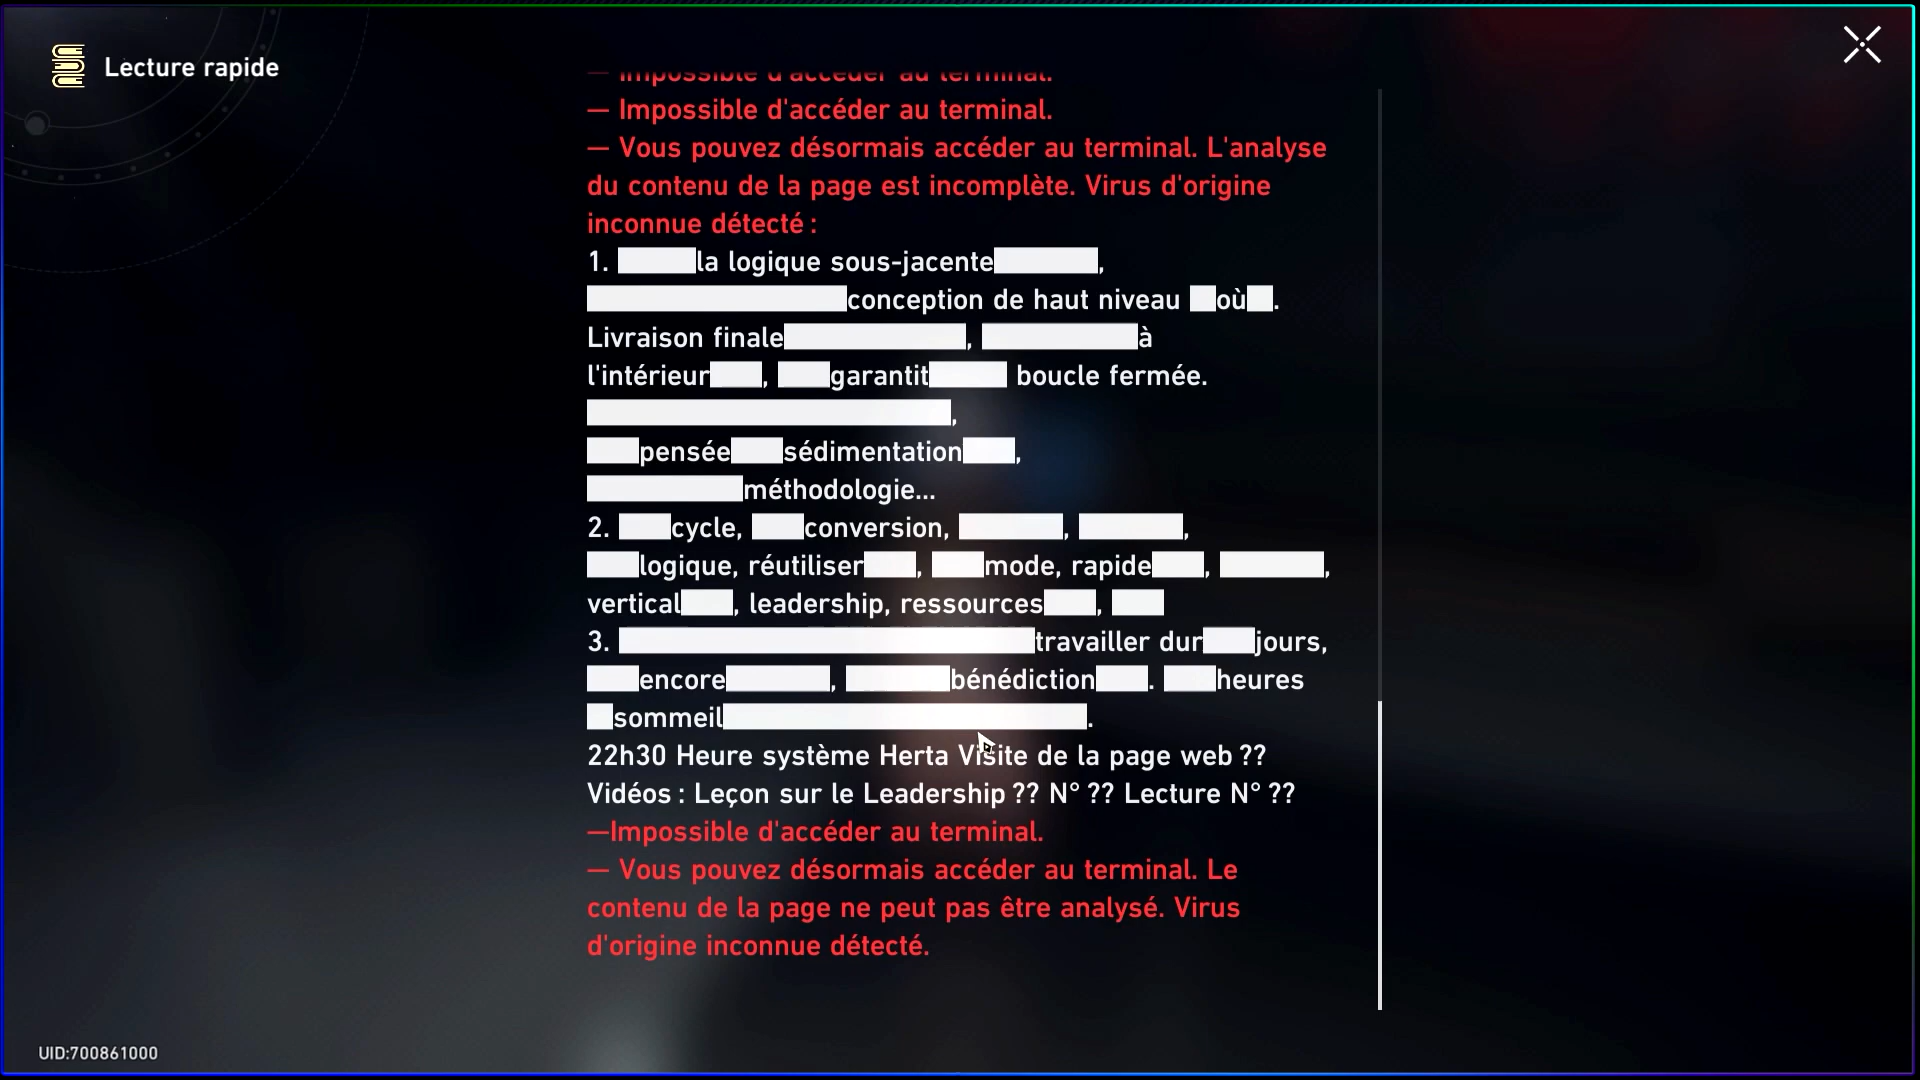 Lecture rapide
— Impossible d'accéder au terminal.
— Impossible d'accéder au terminal.
— Vous pouvez désormais accéder au terminal. L'analyse
du contenu de la page est incomplète. Virus d'origine
inconnue détecté :
1. ███la logique sous-jacente████,
██████████conception de haut niveau █où█.
Livraison finale███████, ██████à
l'intérieur██, ██garantit███ boucle fermée.
██████████████,
██pensée██sédimentation██,
██████méthodologie...
2. ██cycle, ██conversion, ████, ████,
██logique, réutiliser██, ██mode, rapide██, ████,
vertical██, leadership, ressources██, ██
3. ████████████████travailler dur██jours,
██encore████, ████bénédiction██. ██heures
█sommeil██████████████.
22h30 Heure système Herta Visite de la page web ??
Vidéos : Leçon sur le Leadership ?? N° ?? Lecture N° ??
—Impossible d'accéder au terminal.
— Vous pouvez désormais accéder au terminal. Le
contenu de la page ne peut pas être analysé. Virus
d'origine inconnue détecté.
UID:700861000